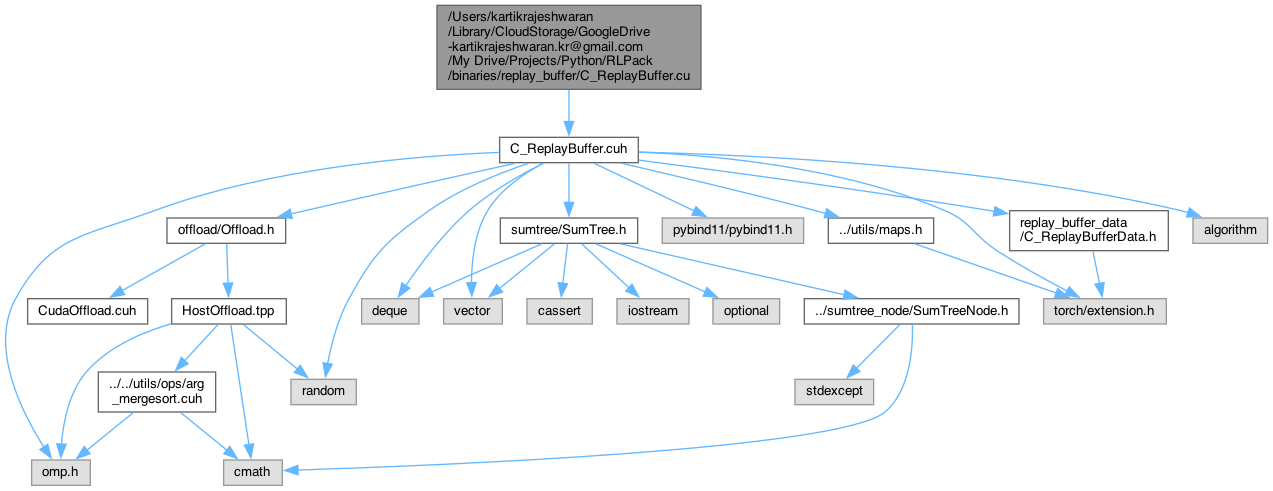 /Users/kartikrajeshwaran
/Library/CloudStorage/GoogleDrive
-kartikrajeshwaran.kr@gmail.com
/My Drive/Projects/Python/RLPack
/binaries/replay_buffer/C_ReplayBuffer.cu
C_ReplayBuffer.cuh
offload/Offload.h
sumtree/SumTree.h
pybind11/pybind11.h
../utils/maps.h
replay_buffer_data
/C_ReplayBufferData.h
algorithm
CudaOffload.cuh
HostOffload.tpp
deque
vector
cassert
iostream
optional
../sumtree_node/SumTreeNode.h
torch/extension.h
../../utils/ops/arg
_mergesort.cuh
random
stdexcept
omp.h
cmath